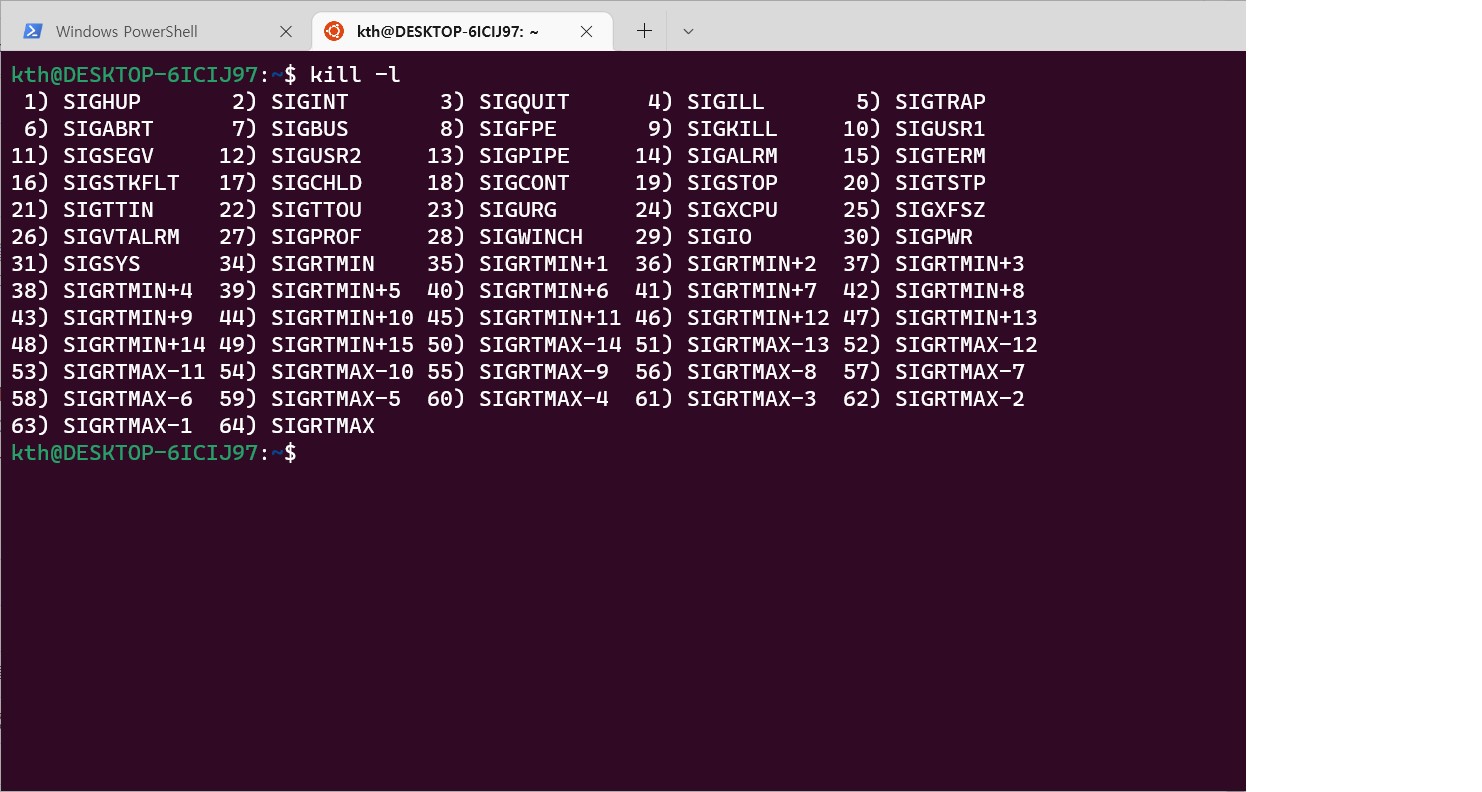 Windows PowerShell kth@DESKTOP-6ICIJ97: ~
kth@DESKTOP-6ICIJ97:~$ kill -l
 1) SIGHUP       2) SIGINT       3) SIGQUIT      4) SIGILL       5) SIGTRAP
 6) SIGABRT      7) SIGBUS       8) SIGFPE       9) SIGKILL     10) SIGUSR1
11) SIGSEGV     12) SIGUSR2     13) SIGPIPE     14) SIGALRM     15) SIGTERM
16) SIGSTKFLT   17) SIGCHLD     18) SIGCONT     19) SIGSTOP     20) SIGTSTP
21) SIGTTIN     22) SIGTTOU     23) SIGURG      24) SIGXCPU     25) SIGXFSZ
26) SIGVTALRM   27) SIGPROF     28) SIGWINCH    29) SIGIO       30) SIGPWR
31) SIGSYS      34) SIGRTMIN    35) SIGRTMIN+1  36) SIGRTMIN+2  37) SIGRTMIN+3
38) SIGRTMIN+4  39) SIGRTMIN+5  40) SIGRTMIN+6  41) SIGRTMIN+7  42) SIGRTMIN+8
43) SIGRTMIN+9  44) SIGRTMIN+10 45) SIGRTMIN+11 46) SIGRTMIN+12 47) SIGRTMIN+13
48) SIGRTMIN+14 49) SIGRTMIN+15 50) SIGRTMAX-14 51) SIGRTMAX-13 52) SIGRTMAX-12
53) SIGRTMAX-11 54) SIGRTMAX-10 55) SIGRTMAX-9  56) SIGRTMAX-8  57) SIGRTMAX-7
58) SIGRTMAX-6  59) SIGRTMAX-5  60) SIGRTMAX-4  61) SIGRTMAX-3  62) SIGRTMAX-2
63) SIGRTMAX-1  64) SIGRTMAX
kth@DESKTOP-6ICIJ97:~$